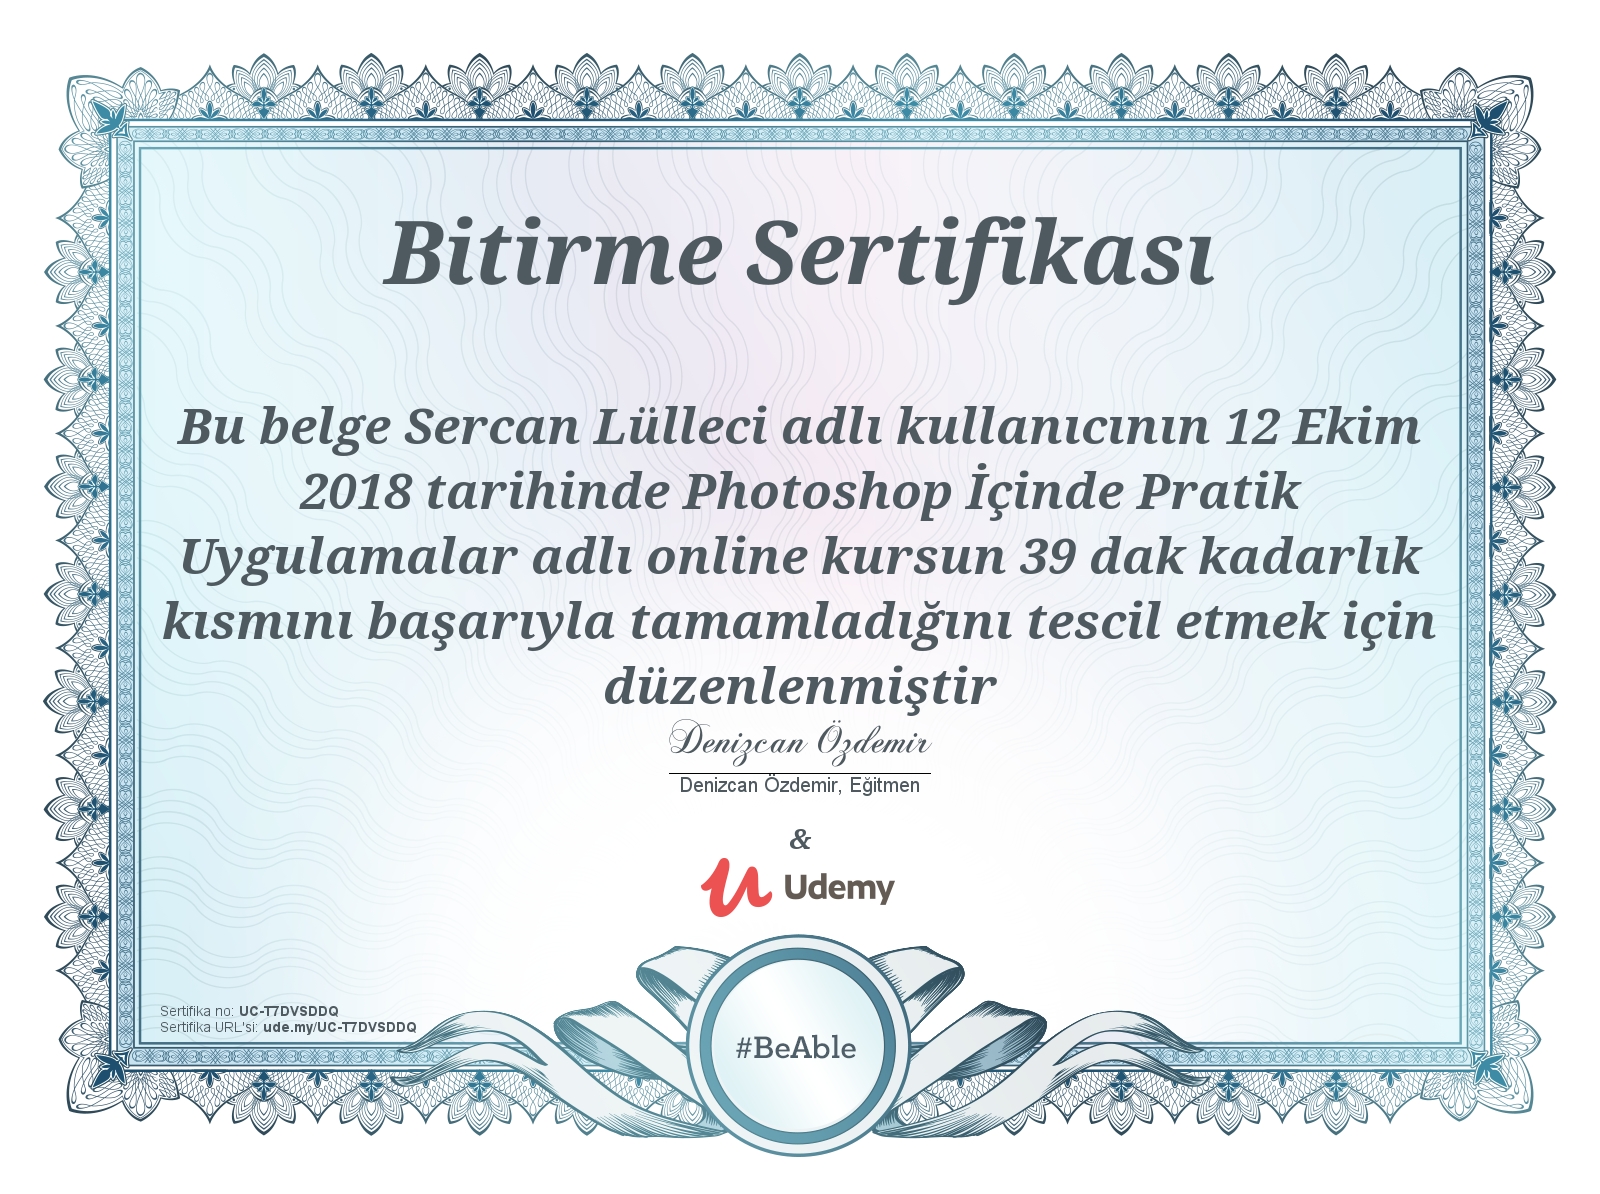 Bitirme Sertifikası
Bu belge Sercan Lülleci adlı kullanıcının 12 Ekim
2018 tarihinde Photoshop İçinde Pratik
Uygulamalar adlı online kursun 39 dak kadarlık
kısmını başarıyla tamamladığını tescil etmek için
düzenlenmiştir
Denizcan Özdemir
Denizcan Özdemir, Eğitmen
&
Udemy
Sertifika no: UC-T7DVSDDQ
Sertifika URL'si: ude.my/UC-T7DVSDDQ
#BeAble